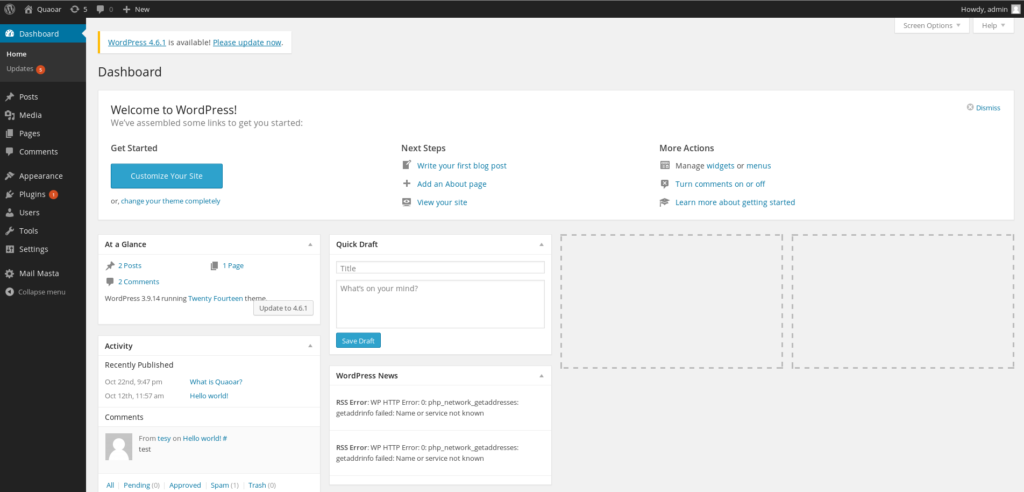 Quaoar 5 0 + New Howdy, admin
Screen Options Help
Dashboard
Home
Updates
Posts
Media
Pages
Comments
Appearance
Plugins 1
Users
Tools
Settings
Mail Masta
Collapse menu
WordPress 4.6.1 is available! Please update now.
Dashboard
Welcome to WordPress!
We've assembled some links to get you started:
Dismiss
Get Started
Customize Your Site
or, change your theme completely
Next Steps
Write your first blog post
Add an About page
View your site
More Actions
Manage widgets or menus
Turn comments on or off
Learn more about getting started
At a Glance
2 Posts 1 Page
2 Comments
WordPress 3.9.14 running Twenty Fourteen theme.
Update to 4.6.1
Activity
Recently Published
Oct 22nd, 9:47 pm What is Quaoar?
Oct 12th, 11:57 am Hello world!
Comments
From tesy on Hello world! #
test
All | Pending (0) | Approved | Spam (1) | Trash (0)
Quick Draft
Title
What's on your mind?
Save Draft
WordPress News
RSS Error: WP HTTP Error: 0: php_network_getaddresses:
getaddrinfo failed: Name or service not known
RSS Error: WP HTTP Error: 0: php_network_getaddresses:
getaddrinfo failed: Name or service not known